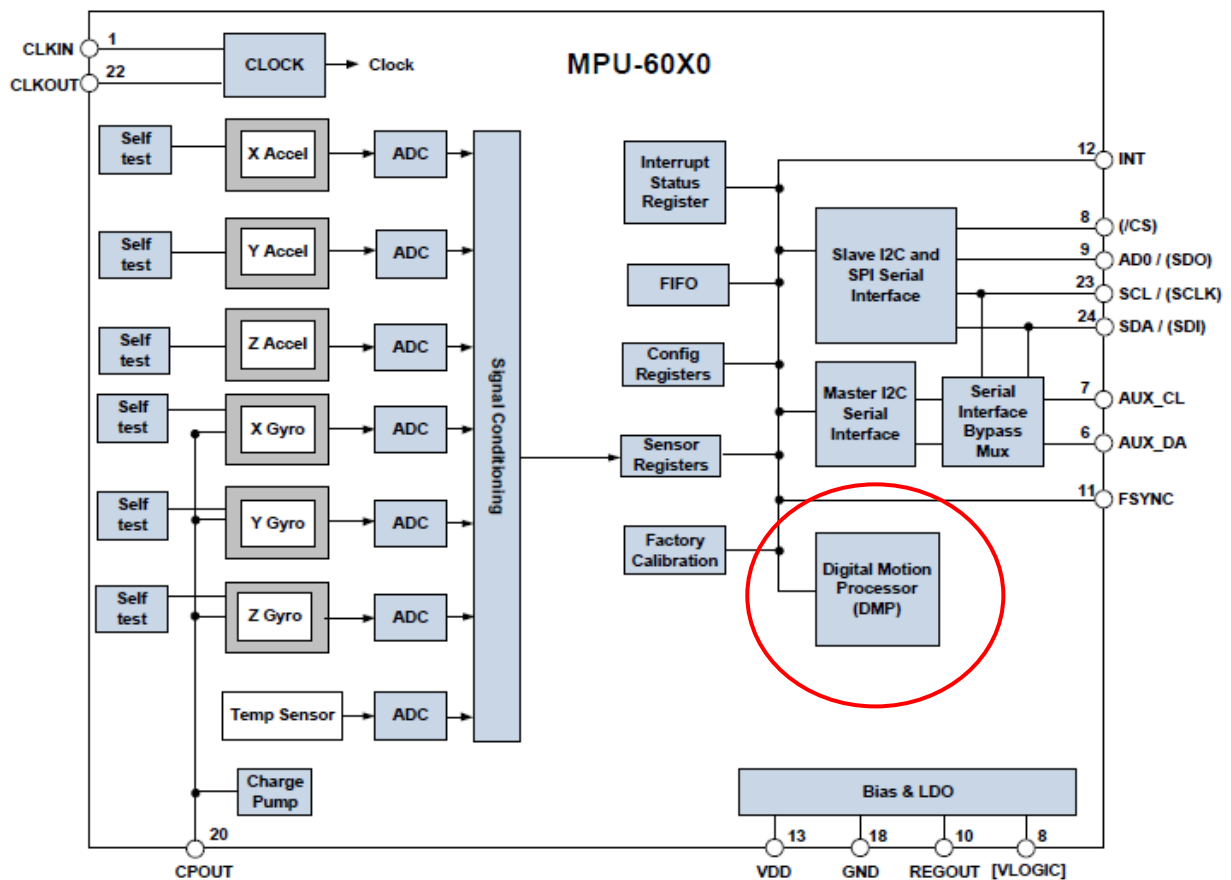 MPU-60X0
CLKIN
1
CLKOUT
22
CLOCK
Clock
Self
test
X Accel
ADC
Self
test
Y Accel
ADC
Self
test
Z Accel
ADC
Self
test
X Gyro
ADC
Self
test
Y Gyro
ADC
Self
test
Z Gyro
ADC
Temp Sensor
ADC
Signal Conditioning
Charge
Pump
20
CPOUT
Interrupt
Status
Register
FIFO
Config
Registers
Sensor
Registers
Factory
Calibration
Slave I2C and
SPI Serial
Interface
Master I2C
Serial
Interface
Serial
Interface
Bypass
Mux
Digital Motion
Processor
(DMP)
12
INT
8
(/CS)
9
AD0 / (SDO)
23
SCL / (SCLK)
24
SDA / (SDI)
7
AUX_CL
6
AUX_DA
11
FSYNC
Bias & LDO
13
VDD
18
GND
10
REGOUT
8
[VLOGIC]